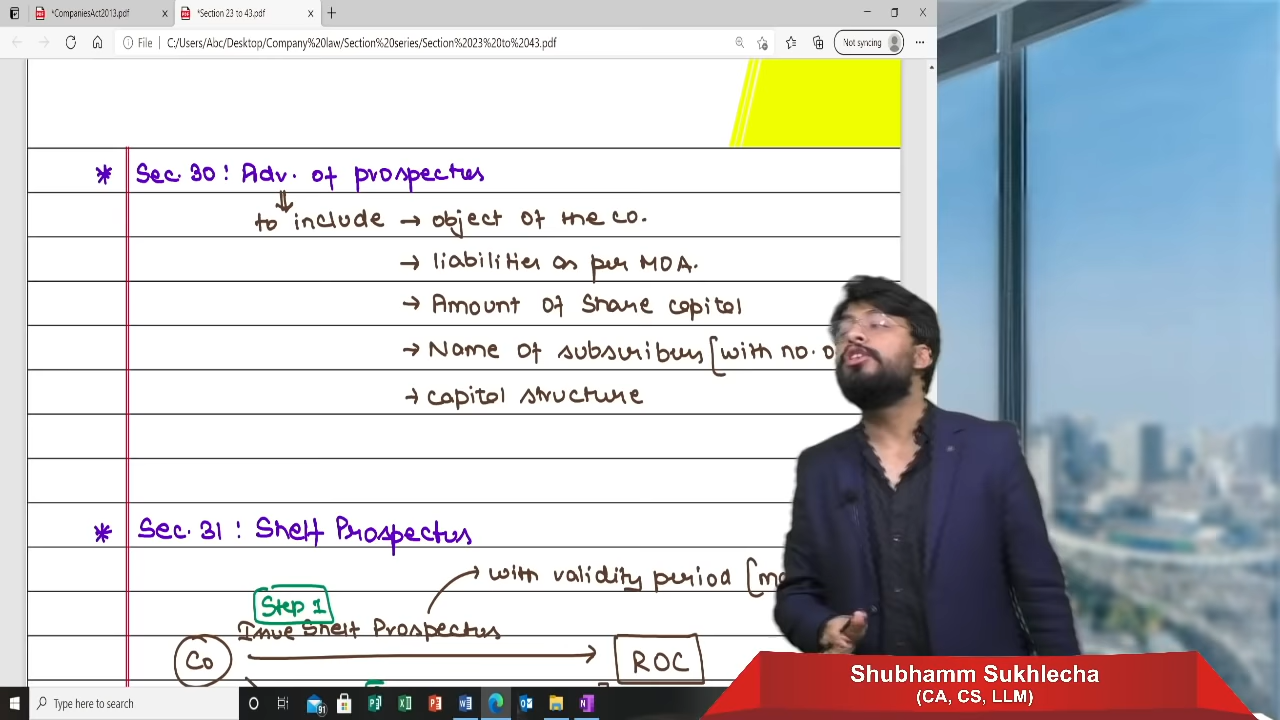 *CompaniesAct2013.pdf
*Section 23 to 43.pdf
File
C:/Users/Abc/Desktop/Company%20law/Section%20series/Section%2023%20to%2043.pdf
Not syncing
* Sec. 30 : Adv. of prospectus
to include → object of the co.
→ liabilities as per MOA.
→ Amount of Share capital
→ Name of subscribers [with no. o
→ capital structure
* Sec. 31 : Shelf Prospectus
→ with validity period
Step 1
Issue Shelf Prospectus
Co
ROC
Shubhamm Sukhlecha
(CA, CS, LLM)
Type here to search
91